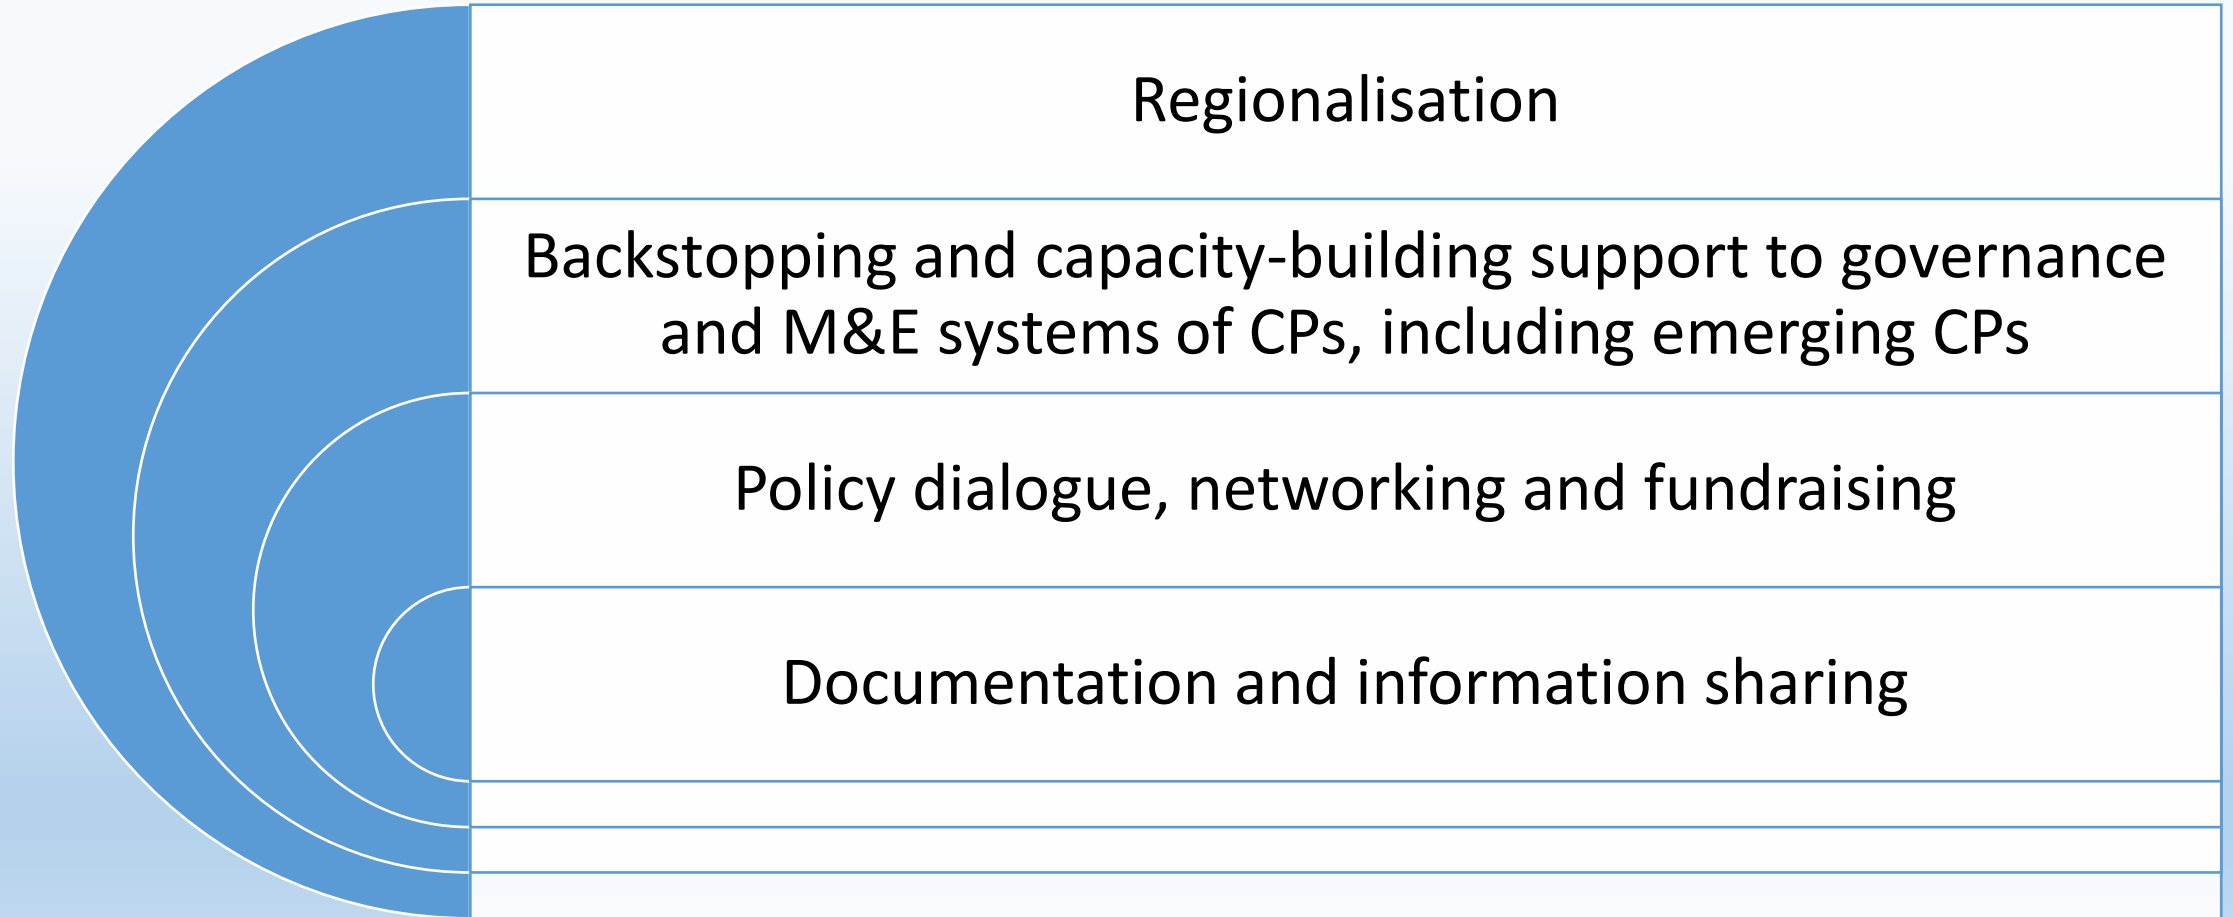 Regionalisation
Backstopping and capacity-building support to governance
and M&E systems of CPs, including emerging CPs
Policy dialogue, networking and fundraising
Documentation and information sharing